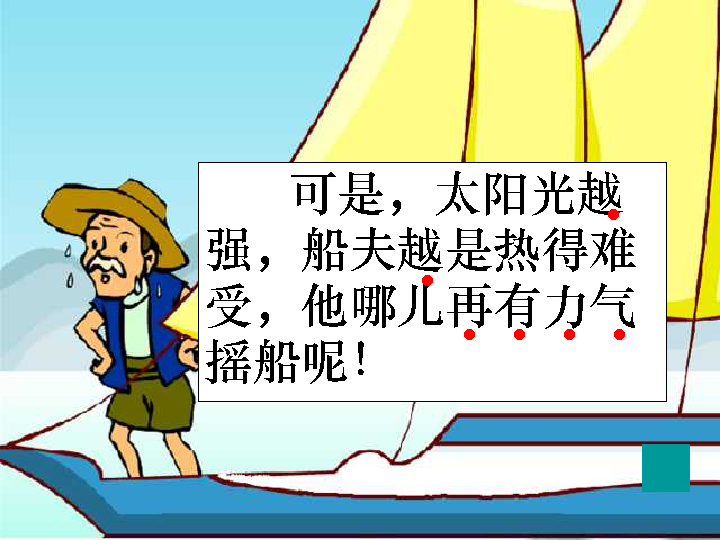 可是，太阳光越
强，船夫越是热得难
受，他哪儿再有力气
摇船呢！